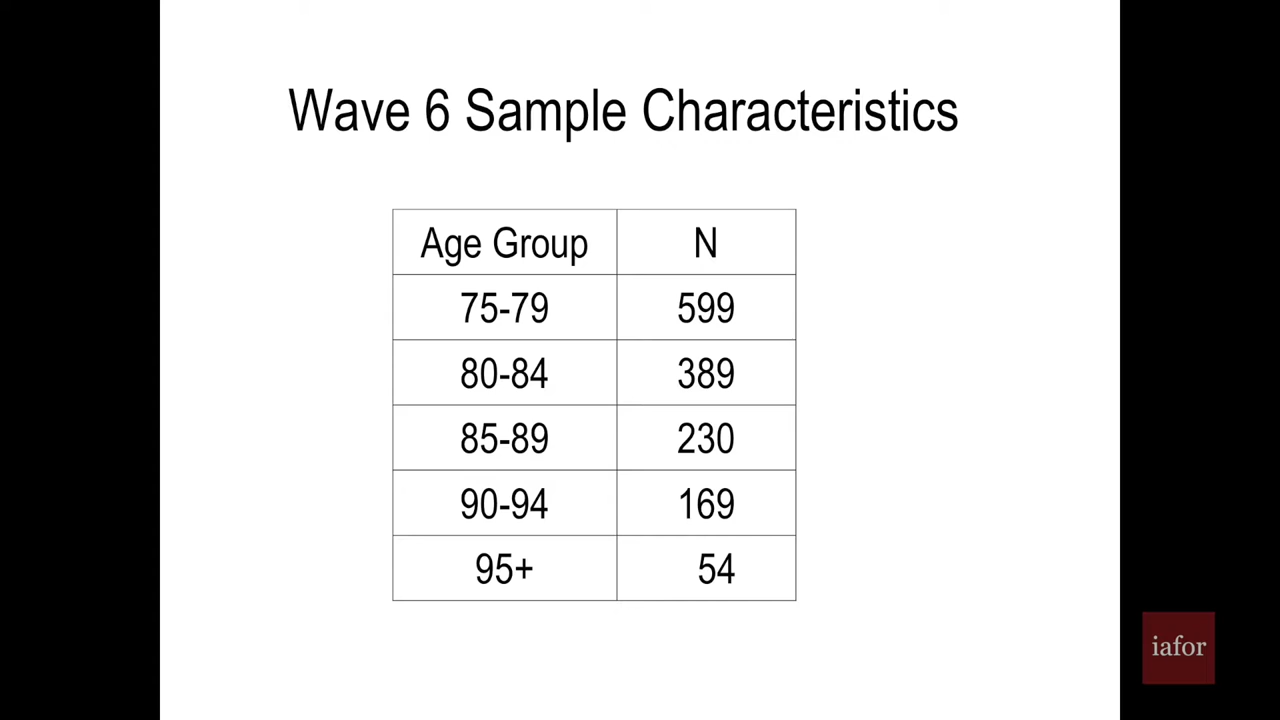 Wave 6 Sample Characteristics
Age Group N
75-79 599
80-84 389
85-89 230
90-94 169
95+ 54
iafor